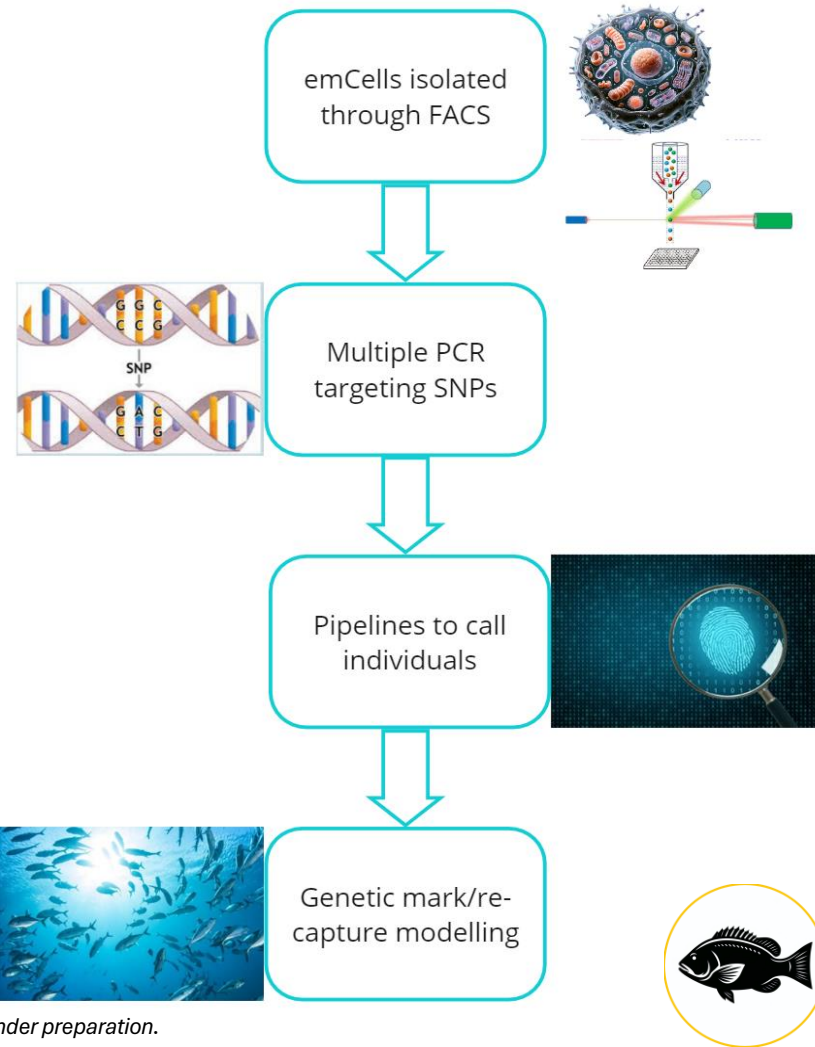 emCells isolated
through FACS
G G C
C C G
SNP
G A C
C T G
Multiple PCR
targeting SNPs
Pipelines to call
individuals
Genetic mark/re-
capture modelling
nder preparation.